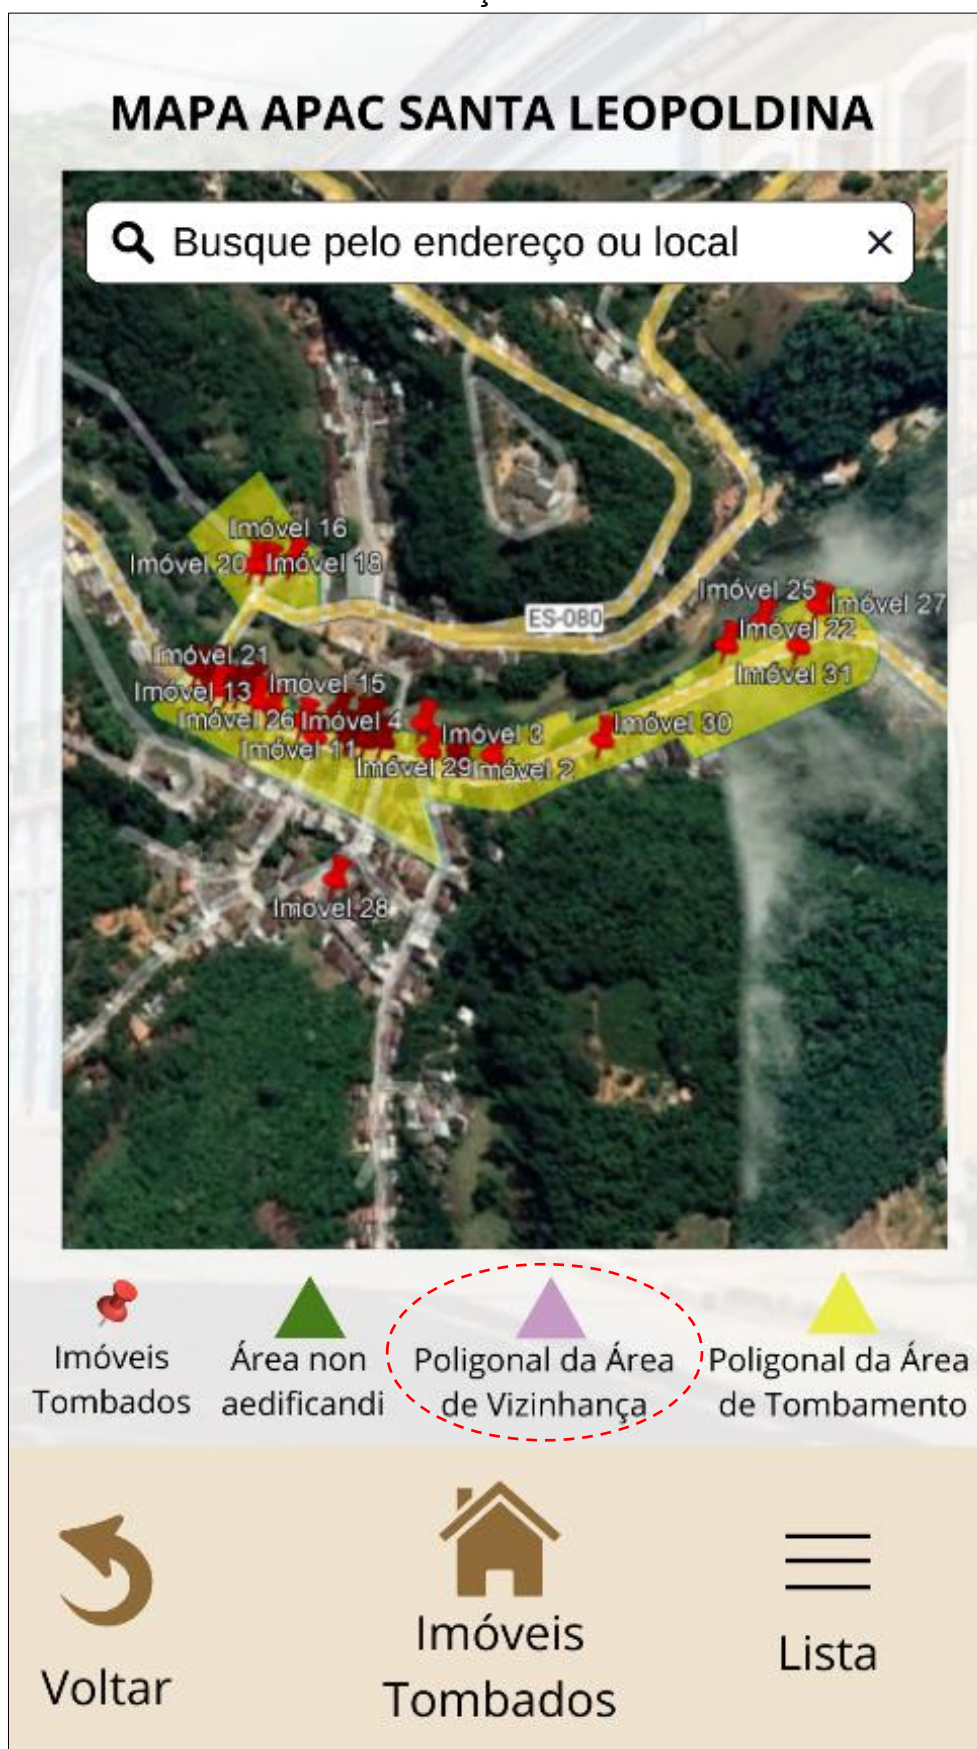 MAPA APAC SANTA LEOPOLDINA
Busque pelo endereço ou local ×
Imóvel 16
Imóvel 20 Imóvel 18
ES-080
Imóvel 25
Imóvel 27
Imóvel 22
Imóvel 21
Imóvel 31
Imóvel 13 Imóvel 15
Imóvel 26 Imóvel 4
Imóvel 30
Imóvel 11
Imóvel 3
Imóvel 29 Imóvel 2
Imovel 28
Imóveis
Tombados
Área non
aedificandi
Poligonal da Área
de Vizinhança
Poligonal da Área
de Tombamento
Voltar
Imóveis
Tombados
Lista